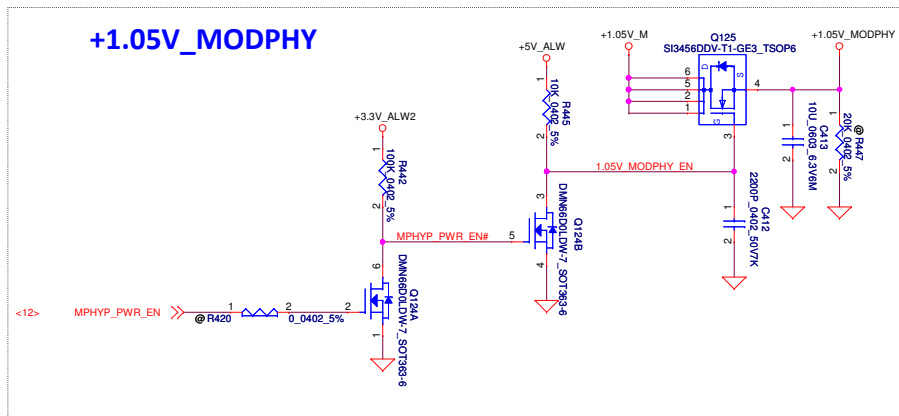 +1.05V_MODPHY
Q125
SI3456DDV-T1-GE3_TSOP6
+1.05V_M
+1.05V_MODPHY
+5V_ALW
D
S
G
6
5
2
1
4
3
1
10K_0402_5%
R445
2
+3.3V_ALW2
1
100K_0402_5%
R442
2
1
10U_0603_6.3V6M
C413
2
1
20K_0402_5%
@ R447
2
1.05V_MODPHY_EN
3
DMN66D0LDW-7_SOT363-6
Q124B
5
4
1
2200P_0402_50V7K
C412
2
MPHYP_PWR_EN#
6
DMN66D0LDW-7_SOT363-6
Q124A
2
1
<12>
MPHYP_PWR_EN
1
2
@ R420
0_0402_5%